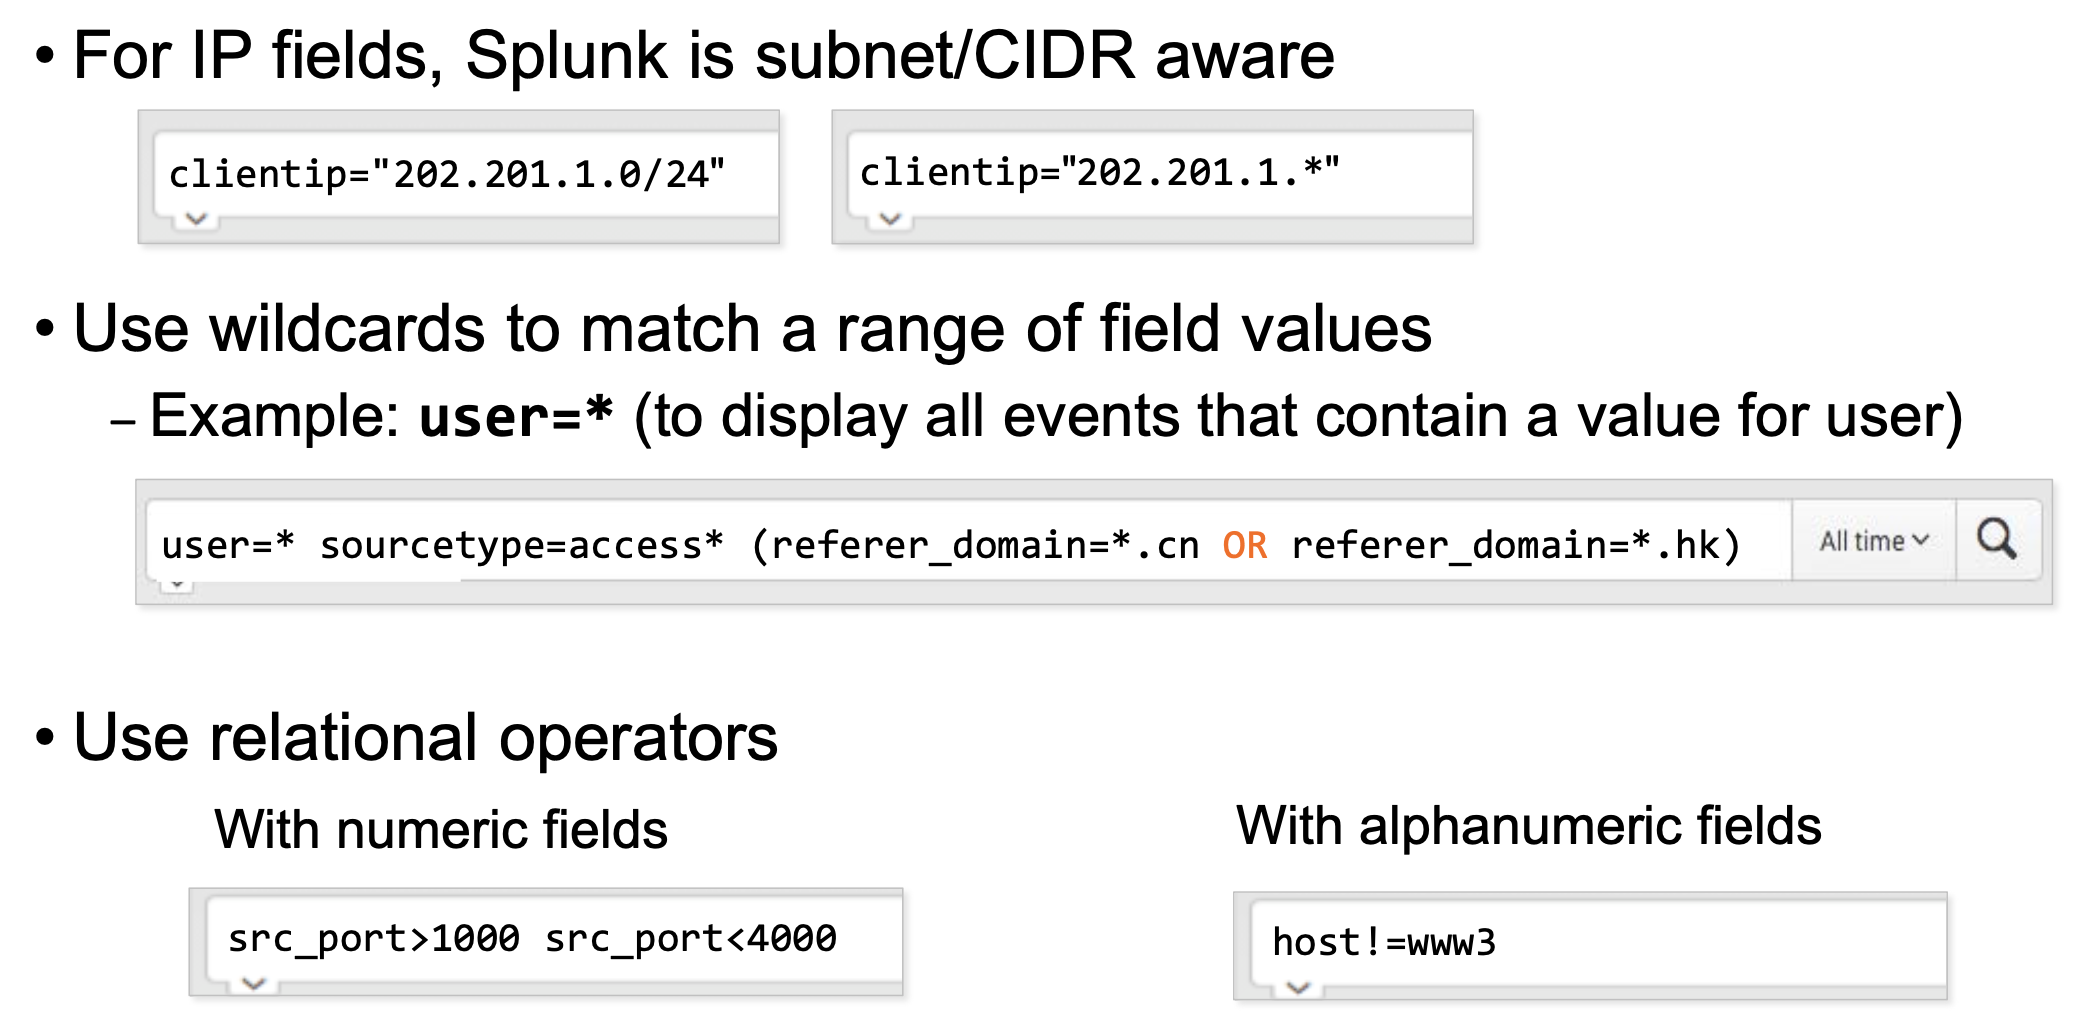 • For IP fields, Splunk is subnet/CIDR aware
clientip="202.201.1.0/24"
clientip="202.201.1.*"
• Use wildcards to match a range of field values
– Example: user=* (to display all events that contain a value for user)
user=* sourcetype=access* (referer_domain=*.cn OR referer_domain=*.hk) All time
• Use relational operators
With numeric fields
With alphanumeric fields
src_port>1000 src_port<4000
host!=www3